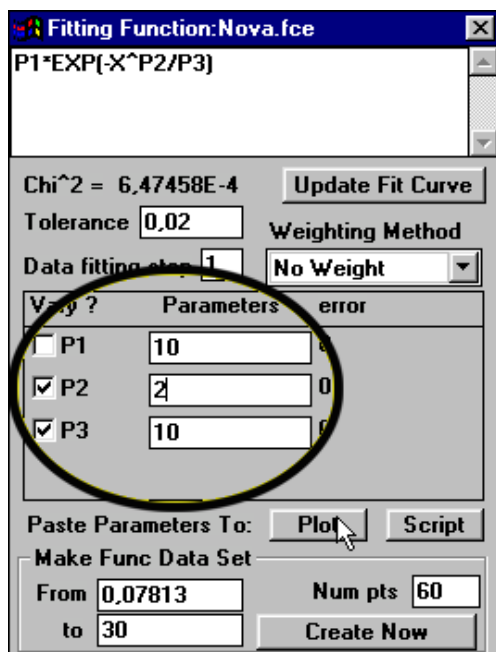 Fitting Function:Nova.fce
P1*EXP(-X^P2/P3)
Chi^2 = 6,47458E-4 Update Fit Curve
Tolerance 0,02 Weighting Method
Data fitting step 1 No Weight
Vary ? Parameters error
P1 10
P2 2 0
P3 10
Paste Parameters To: Plot Script
Make Func Data Set
From 0,07813 Num pts 60
to 30 Create Now